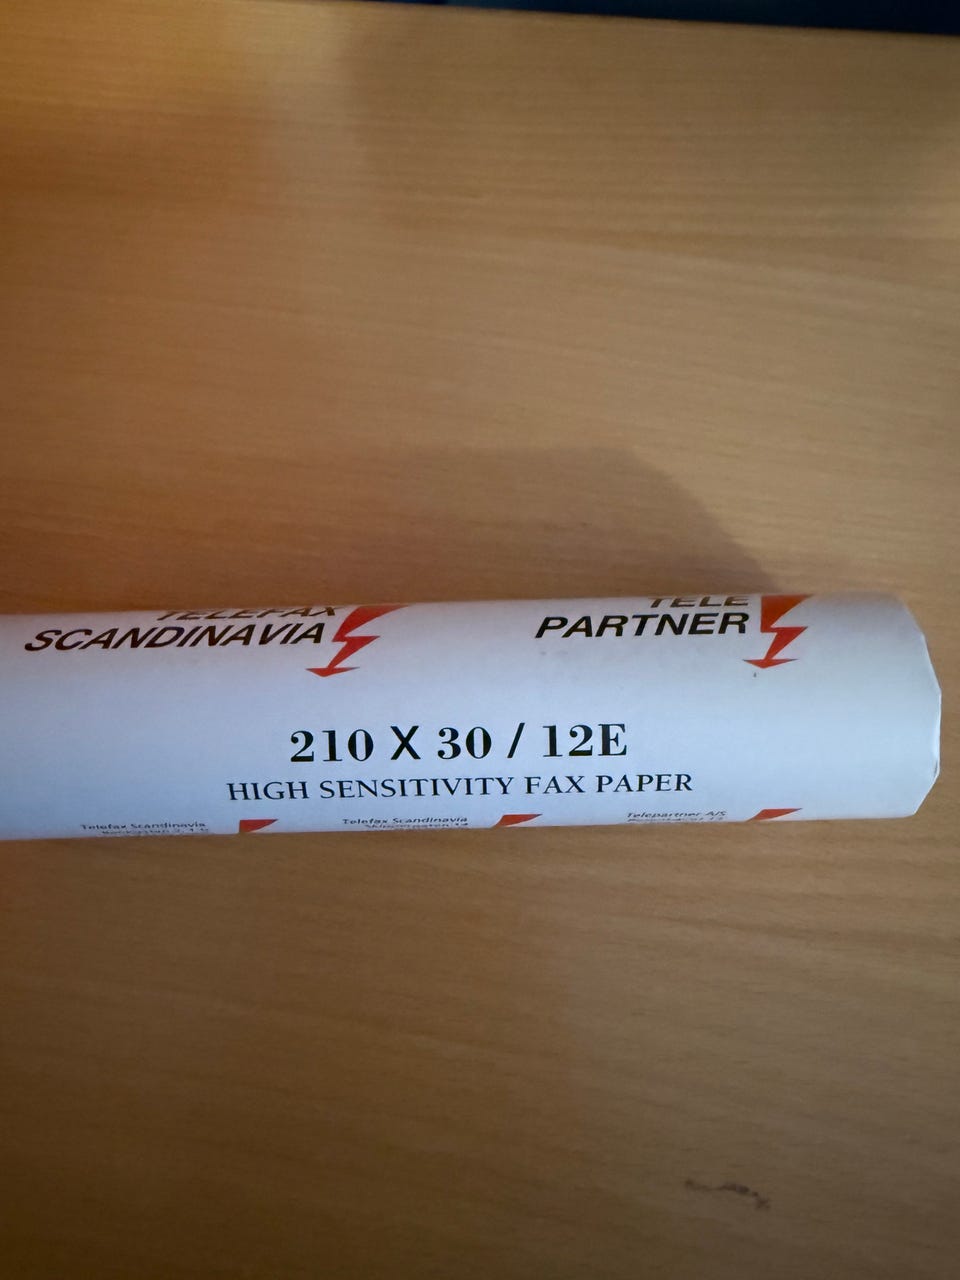 TELEFAX
SCANDINAVIA
TELE
PARTNER
210 X 30 / 12E
HIGH SENSITIVITY FAX PAPER
Telefax Scandinavia
Telefax Scandinavia
Telepartner A/S